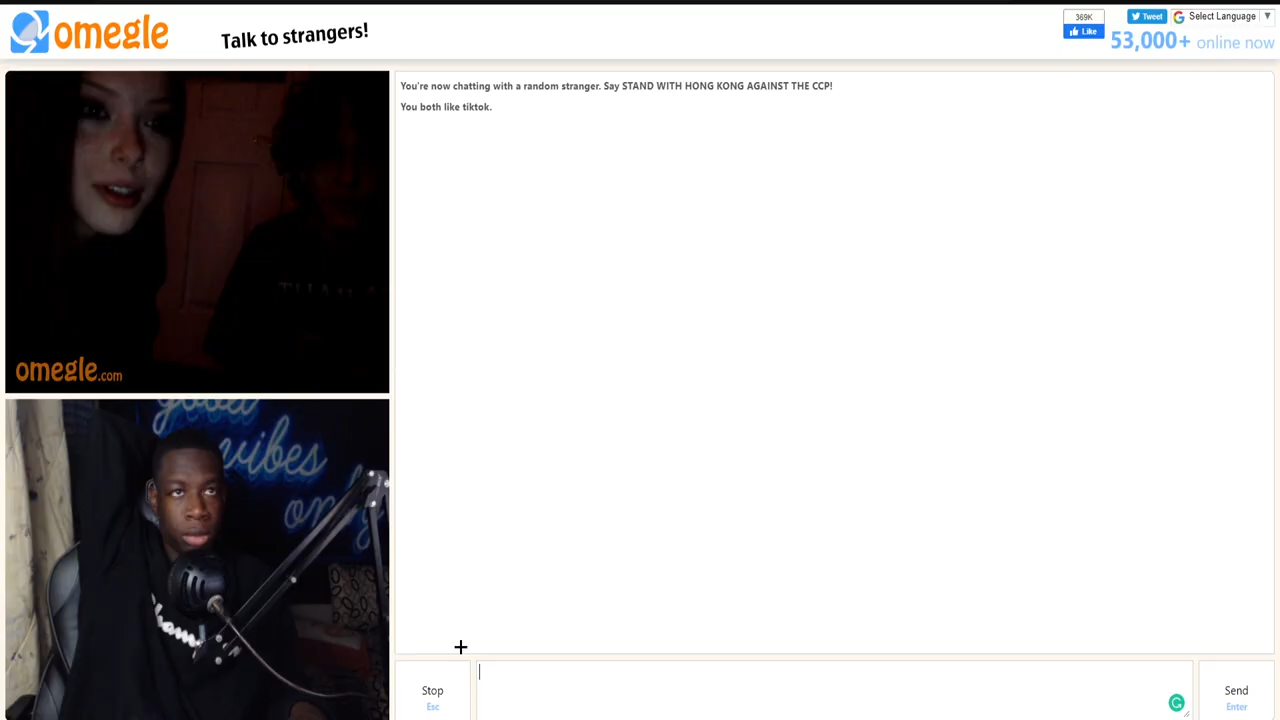 omegle
Talk to strangers!
369K
Like
Tweet
G Select Language ▼
53,000+ online now
You're now chatting with a random stranger. Say STAND WITH HONG KONG AGAINST THE CCP!
You both like tiktok.
omegle.com
good
vibes
only
Stop
Esc
Send
Enter